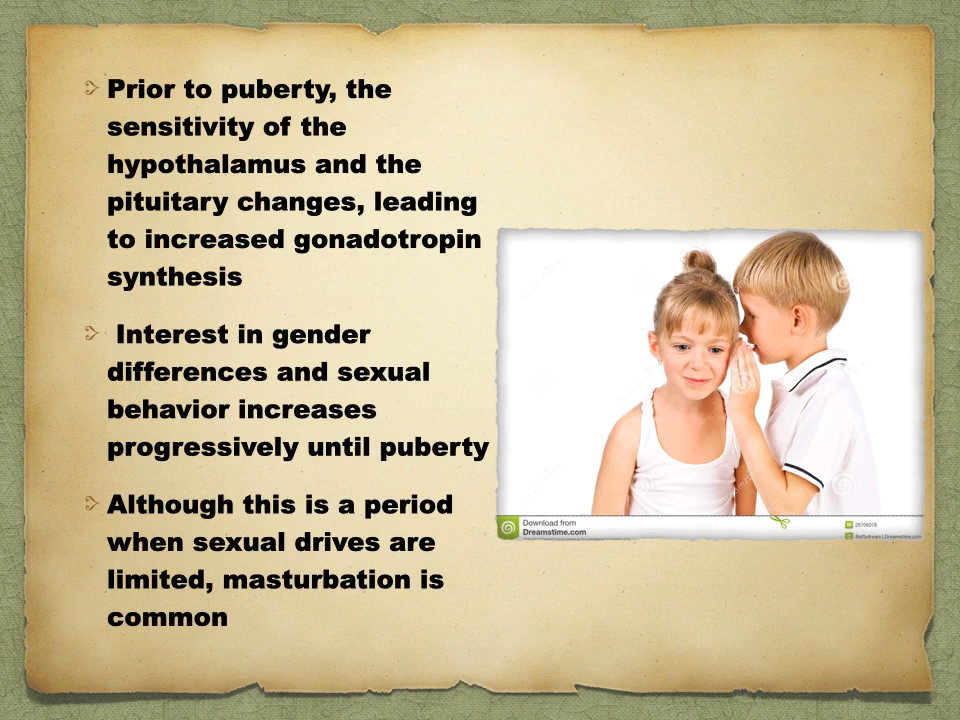 Prior to puberty, the
sensitivity of the
hypothalamus and the
pituitary changes, leading
to increased gonadotropin
synthesis
Interest in gender
differences and sexual
behavior increases
progressively until puberty
Although this is a period
when sexual drives are
limited, masturbation is
common
Download from
Dreamstime.com